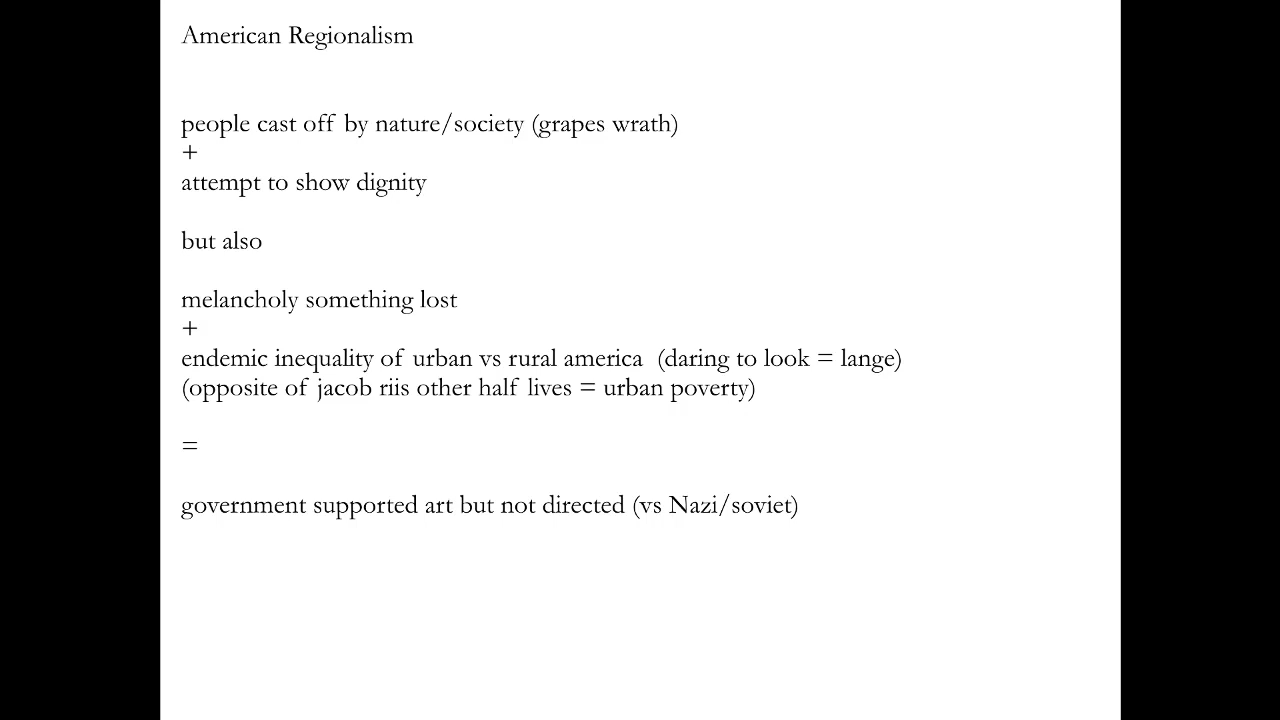 American Regionalism
people cast off by nature/society (grapes wrath)
+
attempt to show dignity
but also
melancholy something lost
+
endemic inequality of urban vs rural america (daring to look = lange)
(opposite of jacob riis other half lives = urban poverty)
=
government supported art but not directed (vs Nazi/soviet)